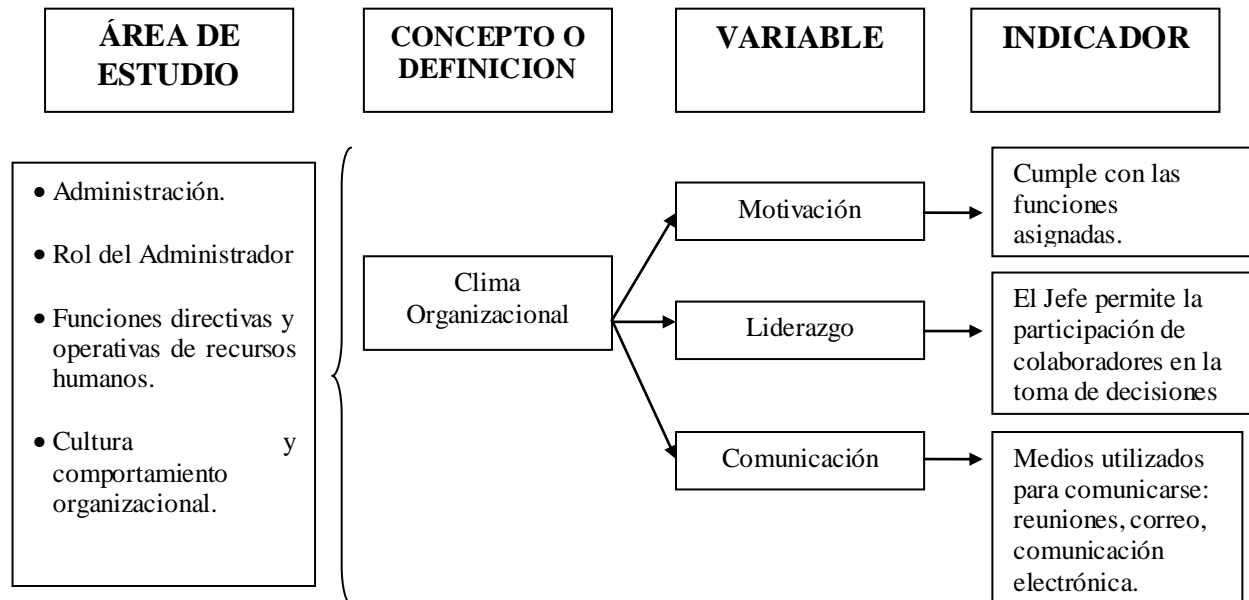 ÁREA DE
ESTUDIO
CONCEPTO O
DEFINICION
VARIABLE
INDICADOR
• Administración.
• Rol del Administrador
• Funciones directivas y
operativas de recursos
humanos.
• Cultura y
comportamiento
organizacional.
Clima
Organizacional
Motivación
Cumple con las
funciones
asignadas.
Liderazgo
El Jefe permite la
participación de
colaboradores en la
toma de decisiones
Comunicación
Medios utilizados
para comunicarse:
reuniones, correo,
comunicación
electrónica.